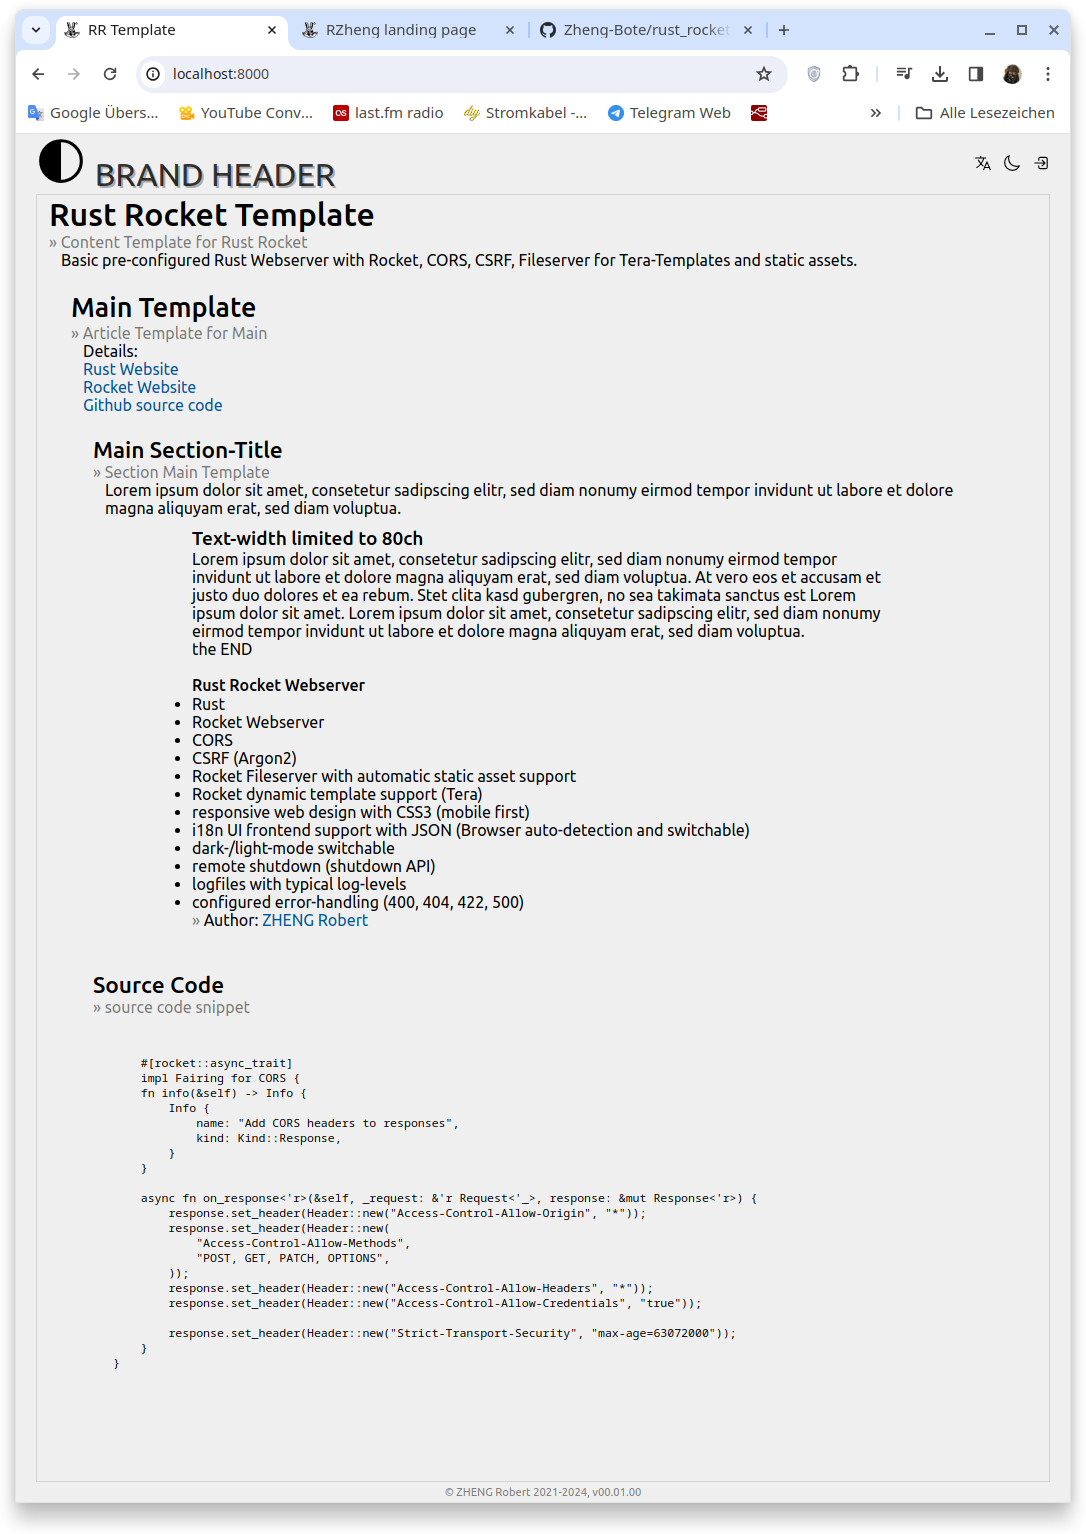 RR Template
RZheng landing page
Zheng-Bote/rust_rocket
localhost:8000
Google Übers...
YouTube Conv...
last.fm radio
Stromkabel -...
Telegram Web
Alle Lesezeichen
BRAND HEADER
Rust Rocket Template
» Content Template for Rust Rocket
Basic pre-configured Rust Webserver with Rocket, CORS, CSRF, Fileserver for Tera-Templates and static assets.
Main Template
» Article Template for Main
Details:
Rust Website
Rocket Website
Github source code
Main Section-Title
» Section Main Template
Lorem ipsum dolor sit amet, consetetur sadipscing elitr, sed diam nonumy eirmod tempor invidunt ut labore et dolore
magna aliquyam erat, sed diam voluptua.
Text-width limited to 80ch
Lorem ipsum dolor sit amet, consetetur sadipscing elitr, sed diam nonumy eirmod tempor
invidunt ut labore et dolore magna aliquyam erat, sed diam voluptua. At vero eos et accusam et
justo duo dolores et ea rebum. Stet clita kasd gubergren, no sea takimata sanctus est Lorem
ipsum dolor sit amet. Lorem ipsum dolor sit amet, consetetur sadipscing elitr, sed diam nonumy
eirmod tempor invidunt ut labore et dolore magna aliquyam erat, sed diam voluptua.
the END
Rust Rocket Webserver
• Rust
• Rocket Webserver
• CORS
• CSRF (Argon2)
• Rocket Fileserver with automatic static asset support
• Rocket dynamic template support (Tera)
• responsive web design with CSS3 (mobile first)
• i18n UI frontend support with JSON (Browser auto-detection and switchable)
• dark-/light-mode switchable
• remote shutdown (shutdown API)
• logfiles with typical log-levels
• configured error-handling (400, 404, 422, 500)
» Author: ZHENG Robert
Source Code
» source code snippet
#[rocket::async_trait]
impl Fairing for CORS {
fn info(&self) -> Info {
Info {
name: "Add CORS headers to responses",
kind: Kind::Response,
}
}
async fn on_response<'r>(&self, _request: &'r Request<'_>, response: &mut Response<'r>) {
response.set_header(Header::new("Access-Control-Allow-Origin", "*"));
response.set_header(Header::new(
"Access-Control-Allow-Methods",
"POST, GET, PATCH, OPTIONS",
));
response.set_header(Header::new("Access-Control-Allow-Headers", "*"));
response.set_header(Header::new("Access-Control-Allow-Credentials", "true"));
response.set_header(Header::new("Strict-Transport-Security", "max-age=63072000"));
}
}
© ZHENG Robert 2021-2024, v00.01.00